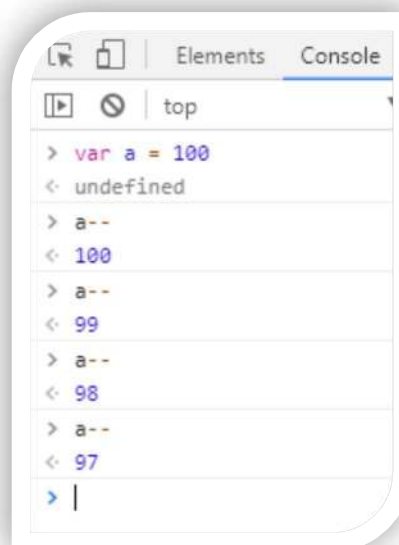 Elements Console
top
> var a = 100
< undefined
> a--
< 100
> a--
< 99
> a--
< 98
> a--
< 97
>